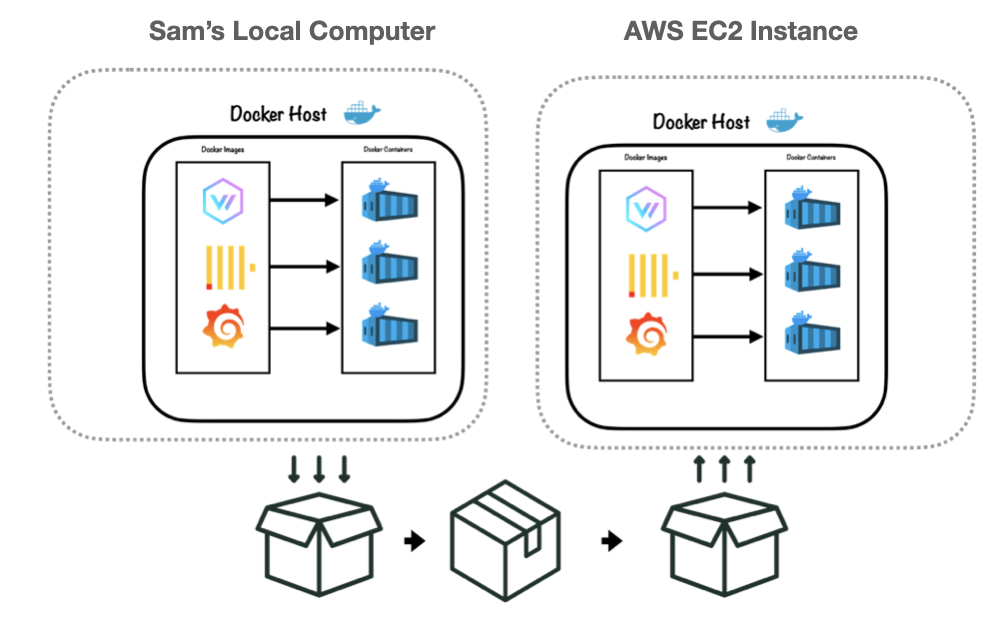 Sam’s Local Computer
AWS EC2 Instance
Docker Host
Docker Images
Docker Containers
Docker Host
Docker Images
Docker Containers